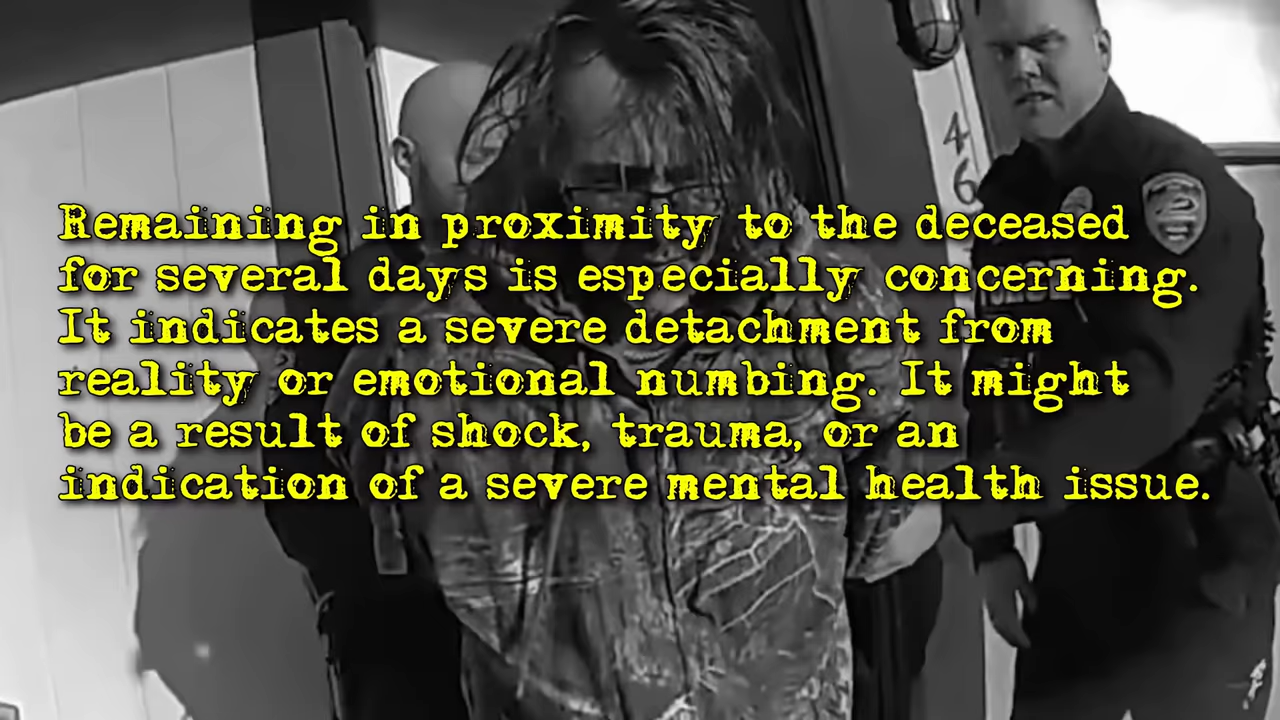 Remaining in proximity to the deceased
for several days is especially concerning.
It indicates a severe detachment from
reality or emotional numbing. It might
be a result of shock, trauma, or an
indication of a severe mental health issue.
46